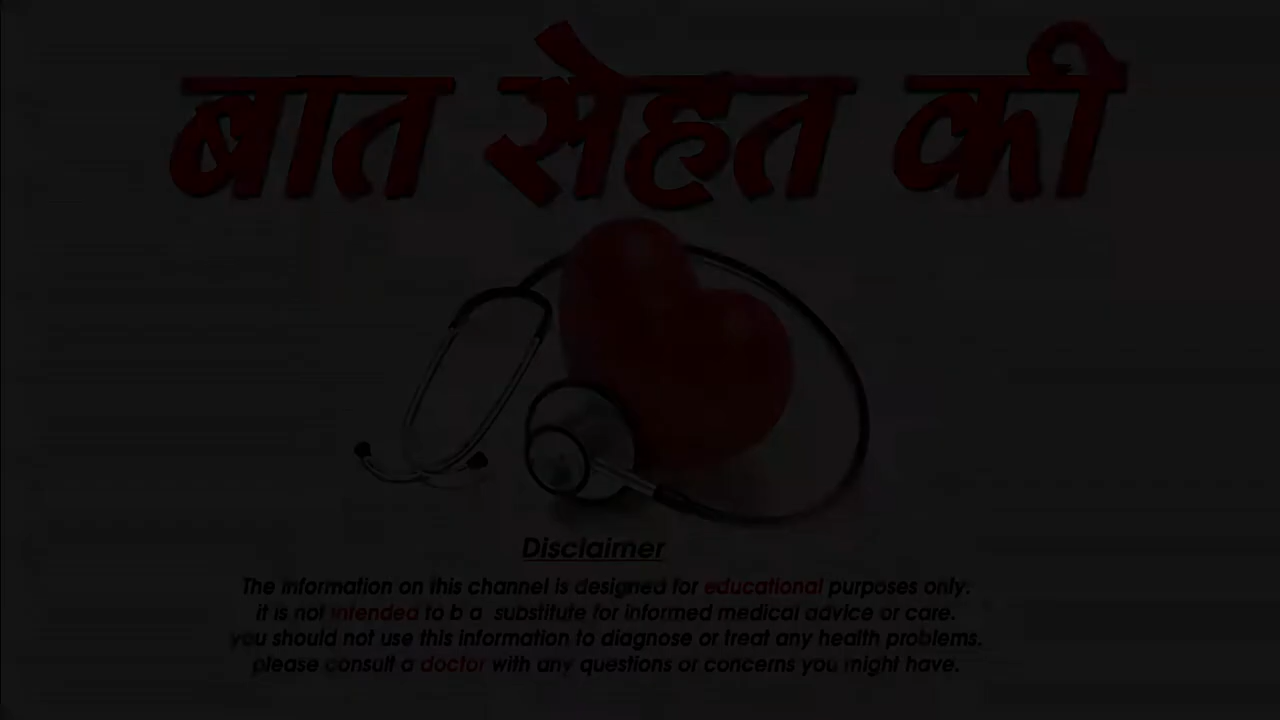 बात सेहत की
Disclaimer
The information on this channel is designed for educational purposes only.
it is not intended to b a substitute for informed medical advice or care.
you should not use this information to diagnose or treat any health problems.
please consult a doctor with any questions or concerns you might have.